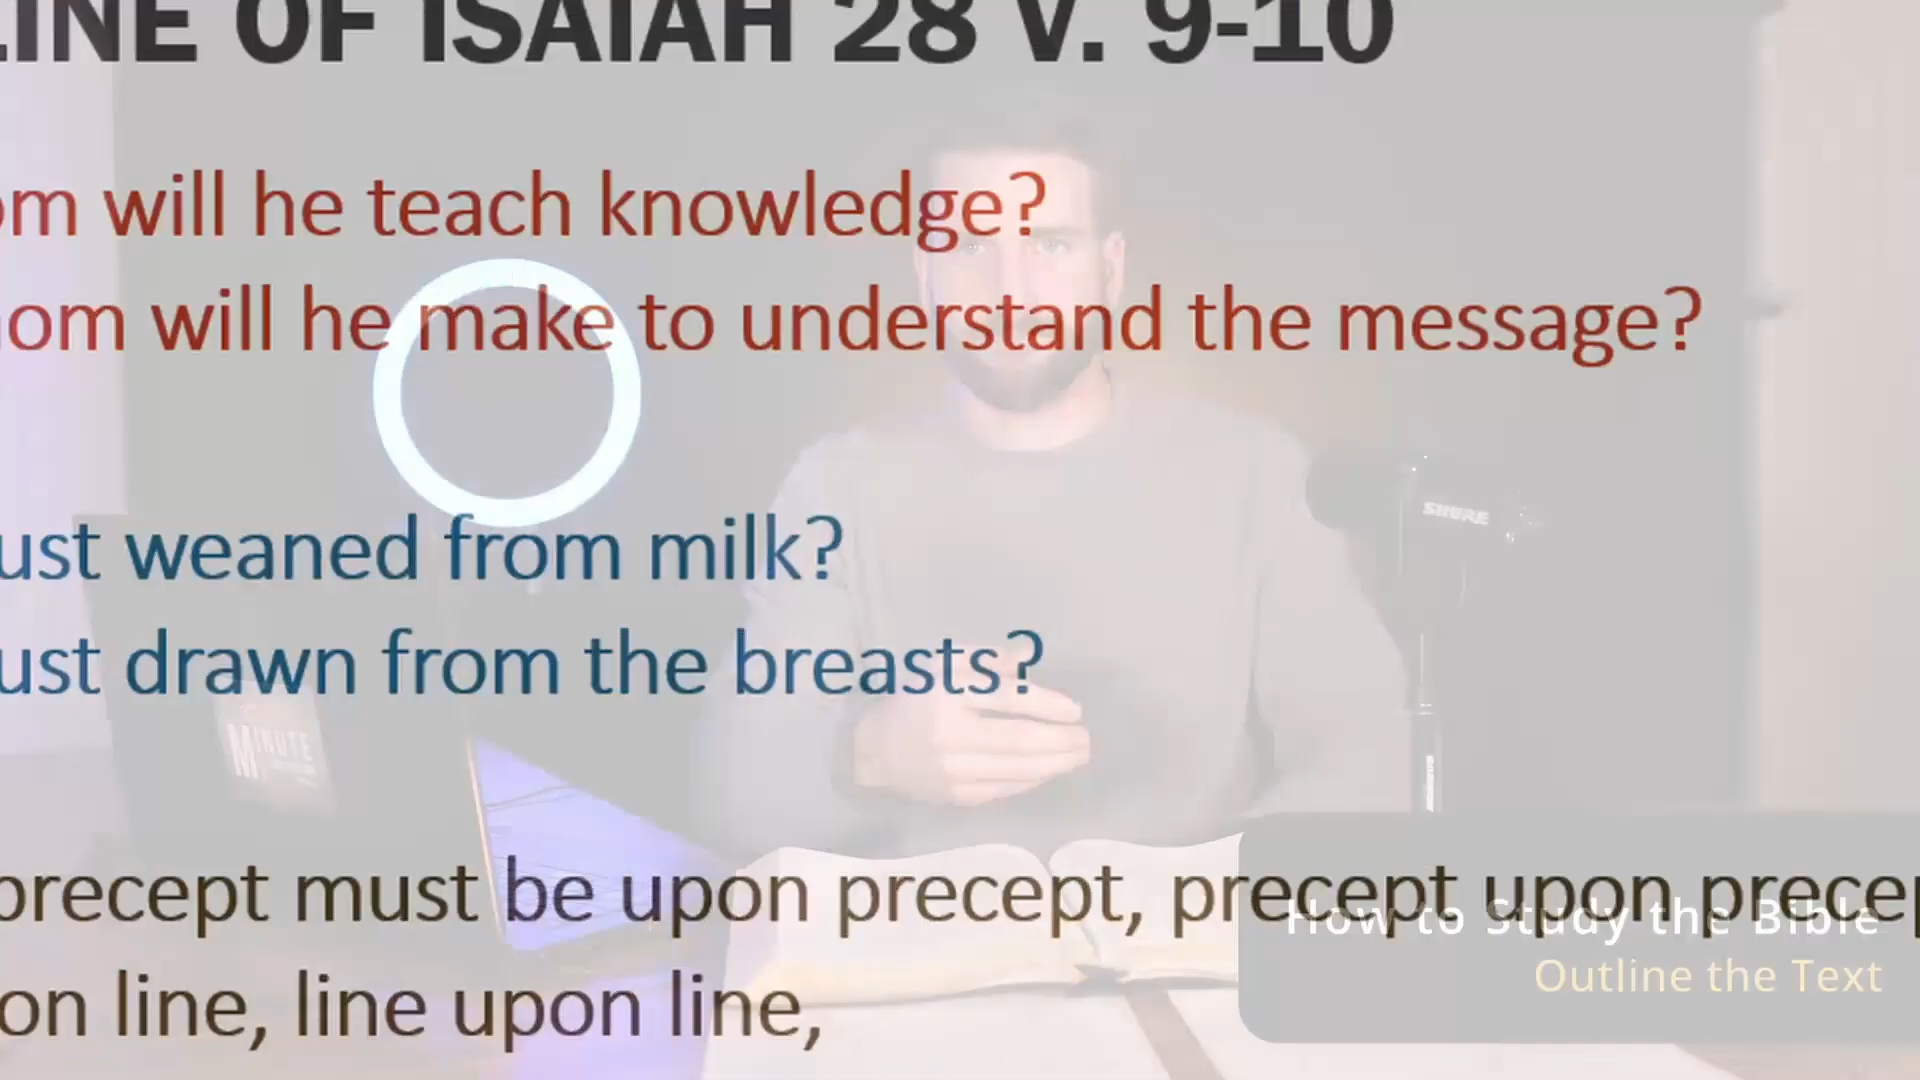 LINE OF ISAIAH 28 V. 9-10
om will he teach knowledge?
om will he make to understand the message?
ust weaned from milk?
ust drawn from the breasts?
SHURE
MINUTE
precept must be upon precept, precept upon precep
How to Study the Bible
Outline the Text
on line, line upon line,